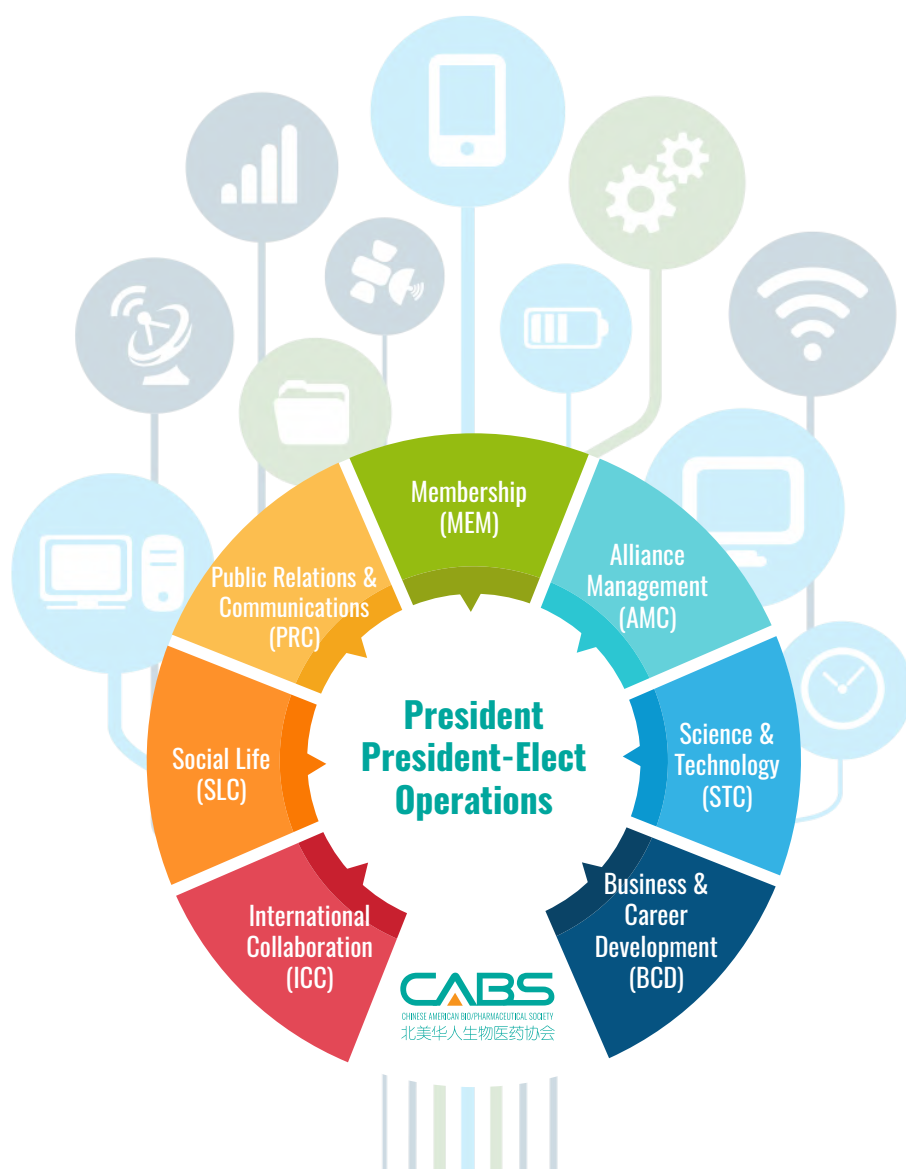 Membership
(MEM)
Public Relations &
Communications
(PRC)
Alliance
Management
(AMC)
Social Life
(SLC)
President
President-Elect
Operations
Science &
Technology
(STC)
International
Collaboration
(ICC)
Business &
Career
Development
(BCD)
CABS
CHINESE AMERICAN BIO/PHARMACEUTICAL SOCIETY
北美华人生物医药协会